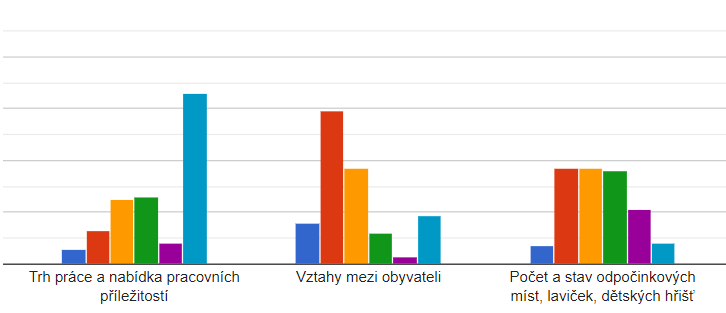 Trh práce a nabídka pracovních
příležitostí
Vztahy mezi obyvateli
Počet a stav odpočinkových
míst, laviček, dětských hřišť